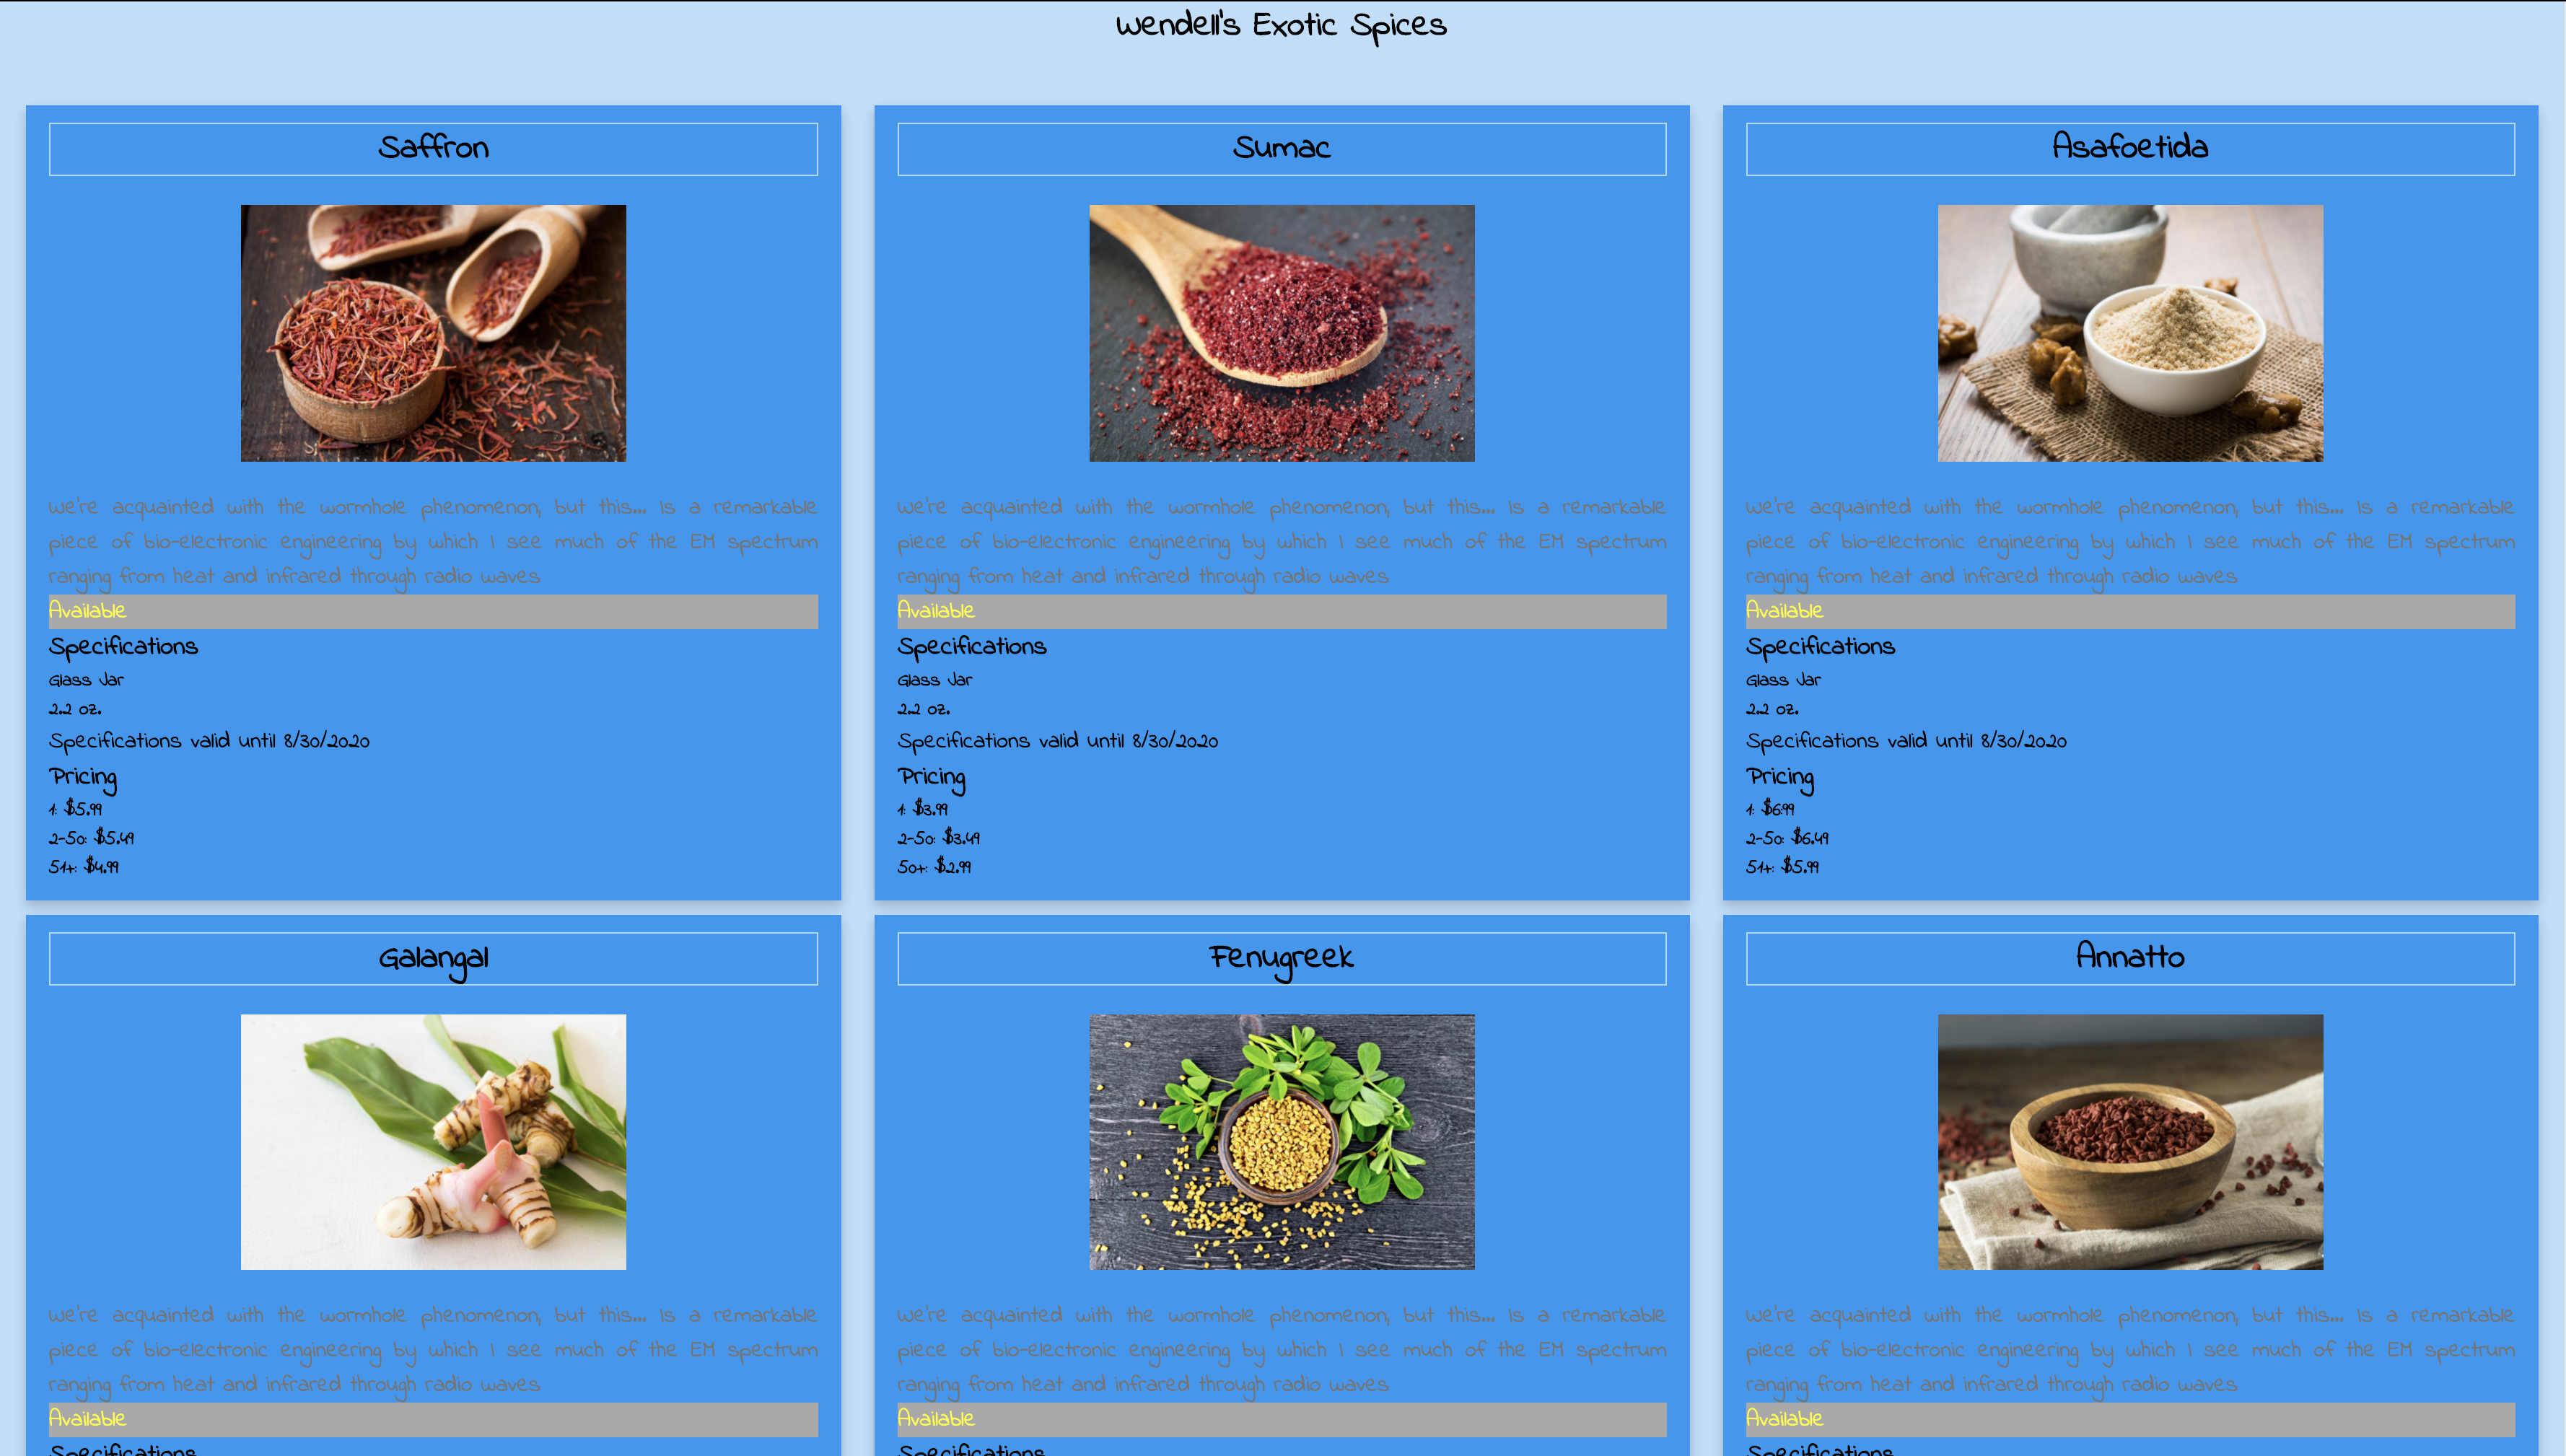 Wendell's Exotic Spices
Saffron
We're acquainted with the wormhole phenomenon, but this... Is a remarkable
piece of bio-electronic engineering by which I see much of the EM spectrum
ranging from heat and infrared through radio waves
Available
Specifications
Glass Jar
2.2 oz.
Specifications valid until 8/30/2020
Pricing
1: $5.99
2-50: $5.49
51+: $4.99
Sumac
We're acquainted with the wormhole phenomenon, but this... Is a remarkable
piece of bio-electronic engineering by which I see much of the EM spectrum
ranging from heat and infrared through radio waves
Available
Specifications
Glass Jar
2.2 oz.
Specifications valid until 8/30/2020
Pricing
1: $3.99
2-50: $3.49
50+: $2.99
Asafoetida
We're acquainted with the wormhole phenomenon, but this... Is a remarkable
piece of bio-electronic engineering by which I see much of the EM spectrum
ranging from heat and infrared through radio waves
Available
Specifications
Glass Jar
2.2 oz.
Specifications valid until 8/30/2020
Pricing
1: $6.99
2-50: $6.49
51+: $5.99
Galangal
We're acquainted with the wormhole phenomenon, but this... Is a remarkable
piece of bio-electronic engineering by which I see much of the EM spectrum
ranging from heat and infrared through radio waves
Available
Specifications
Fenugreek
We're acquainted with the wormhole phenomenon, but this... Is a remarkable
piece of bio-electronic engineering by which I see much of the EM spectrum
ranging from heat and infrared through radio waves
Available
Specifications
Annatto
We're acquainted with the wormhole phenomenon, but this... Is a remarkable
piece of bio-electronic engineering by which I see much of the EM spectrum
ranging from heat and infrared through radio waves
Available
Specifications